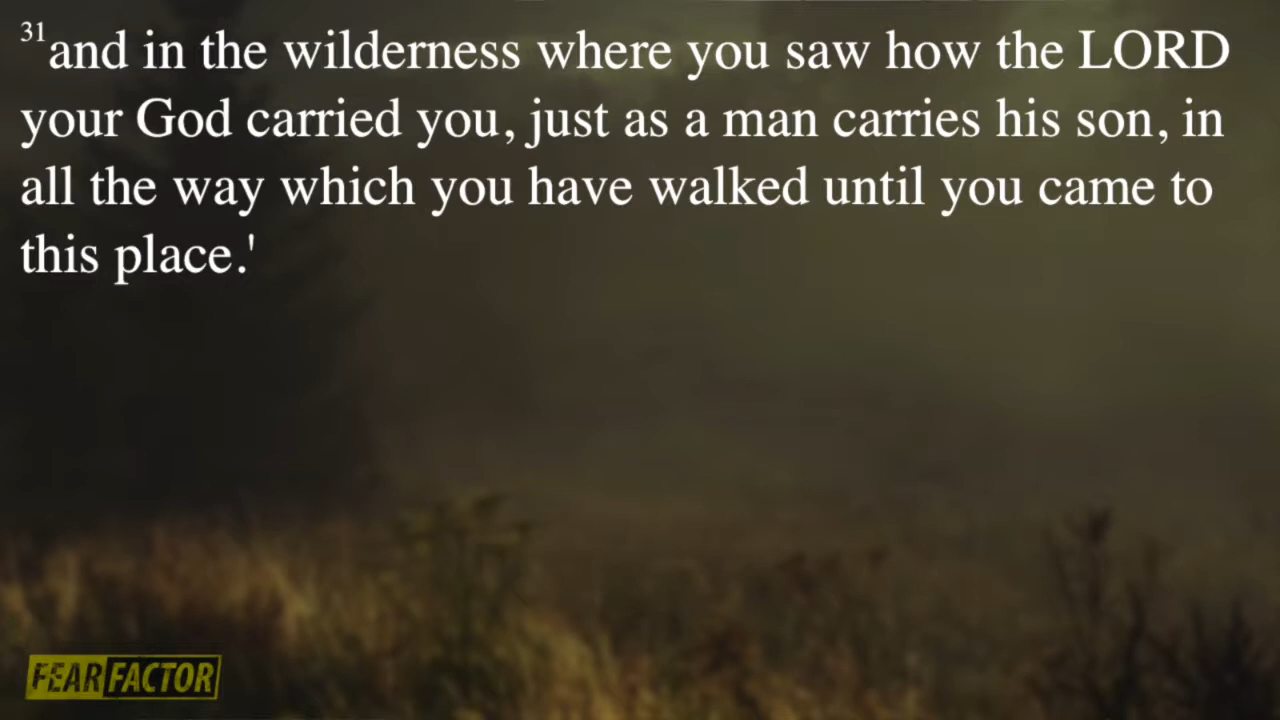 31and in the wilderness where you saw how the LORD
your God carried you, just as a man carries his son, in
all the way which you have walked until you came to
this place.'
FEAR FACTOR